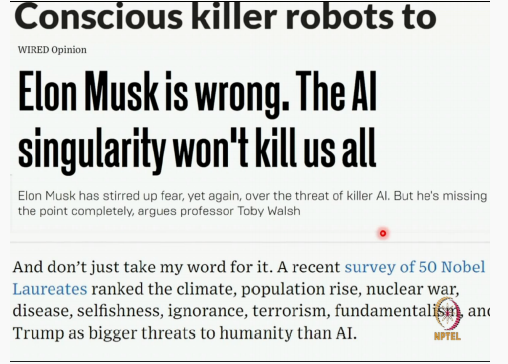 Conscious killer robots to
WIRED Opinion
Elon Musk is wrong. The AI
singularity won't kill us all
Elon Musk has stirred up fear, yet again, over the threat of killer AI. But he's missing
the point completely, argues professor Toby Walsh
And don’t just take my word for it. A recent survey of 50 Nobel
Laureates ranked the climate, population rise, nuclear war,
disease, selfishness, ignorance, terrorism, fundamentalism, and
Trump as bigger threats to humanity than AI.
NPTEL